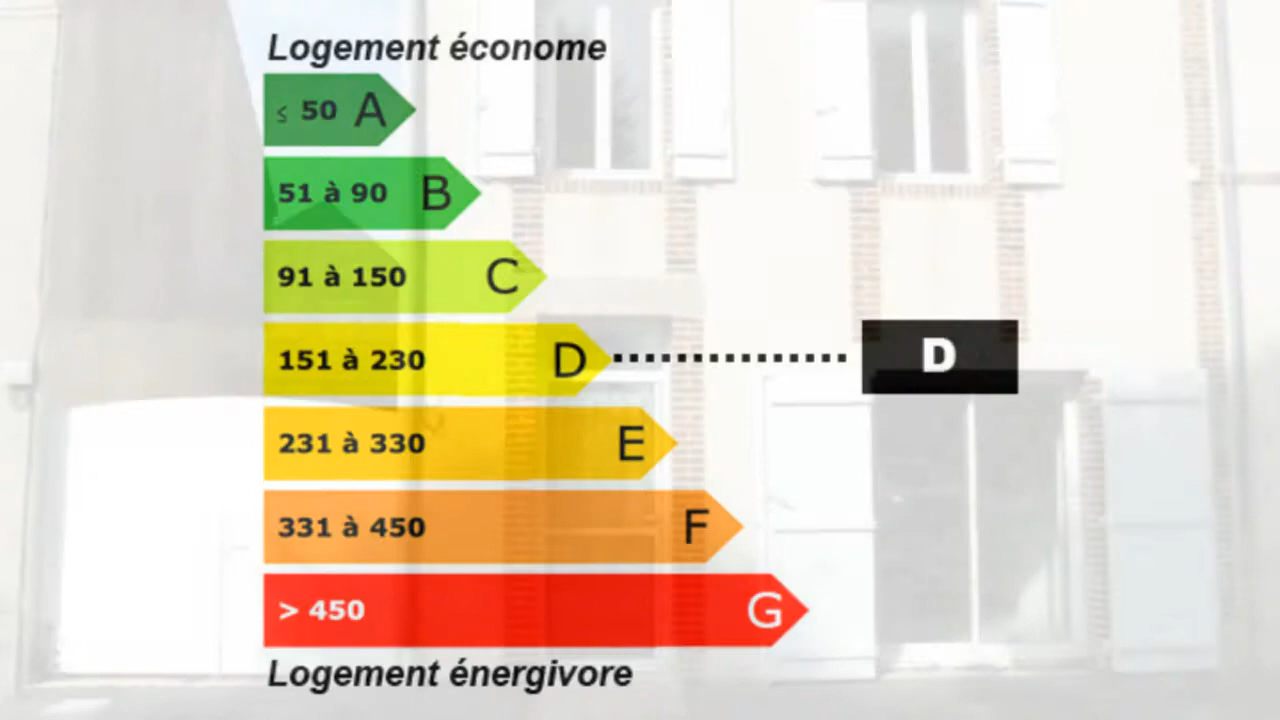 Logement économe
≤ 50 A
51 à 90 B
91 à 150 C
151 à 230 D D
231 à 330 E
331 à 450 F
> 450 G
Logement énergivore